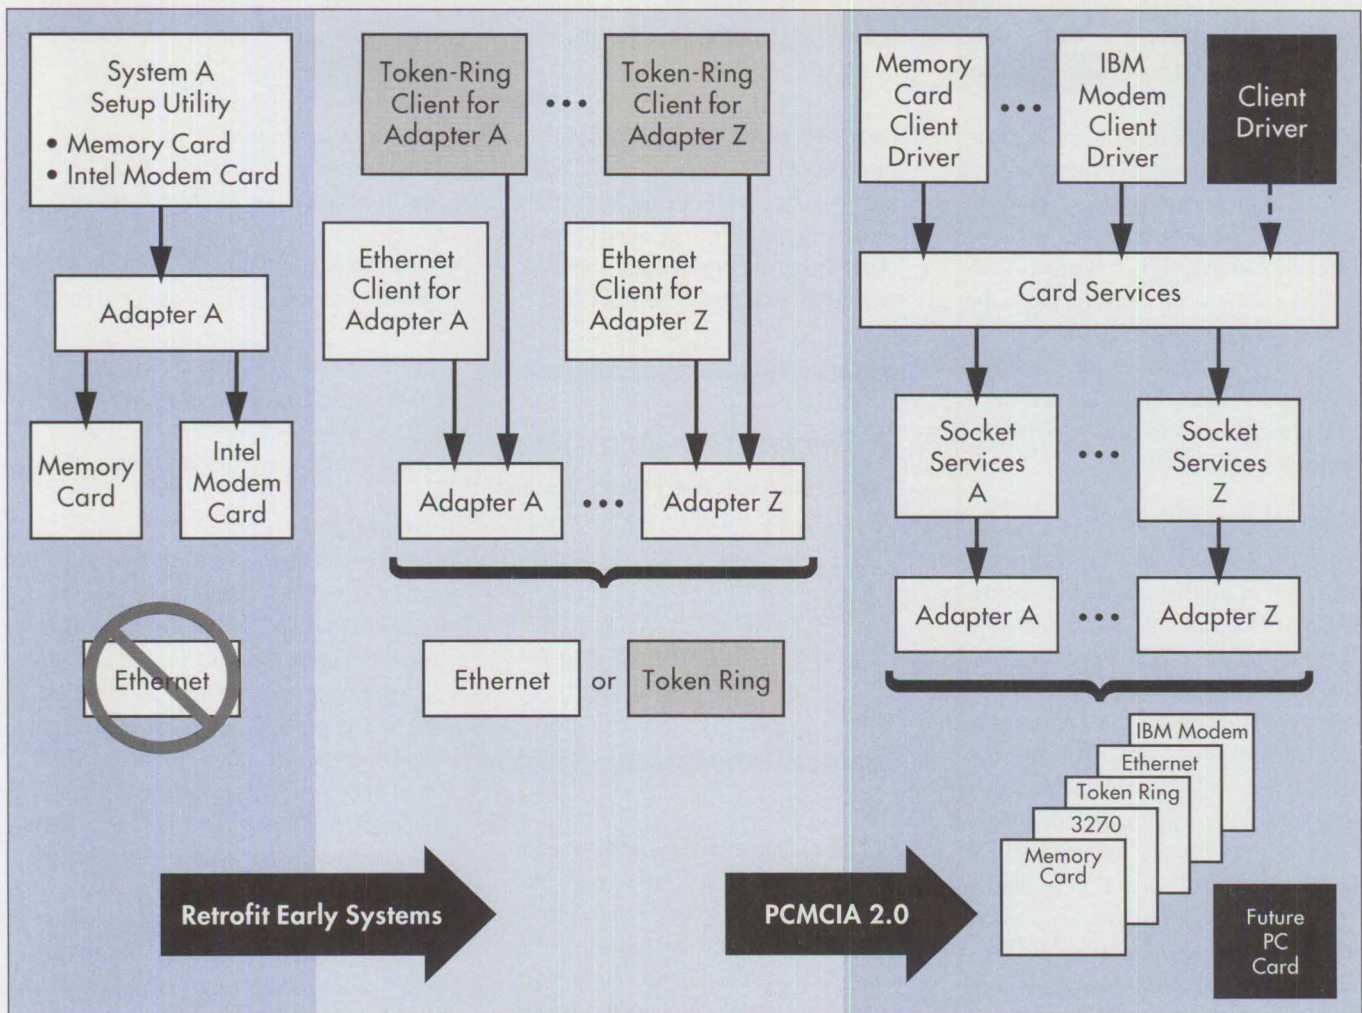 System A
Setup Utility
• Memory Card
• Intel Modem Card
Adapter A
Memory
Card
Intel
Modem
Card
Ethernet
Token-Ring
Client for
Adapter A
•••
Token-Ring
Client for
Adapter Z
Ethernet
Client for
Adapter A
Ethernet
Client for
Adapter Z
Adapter A
•••
Adapter Z
Ethernet
or
Token Ring
Memory
Card
Client
Driver
•••
IBM
Modem
Client
Driver
Client
Driver
Card Services
Socket
Services
A
•••
Socket
Services
Z
Adapter A
•••
Adapter Z
IBM Modem
Ethernet
Token Ring
3270
Memory
Card
Future
PC
Card
Retrofit Early Systems
PCMCIA 2.0